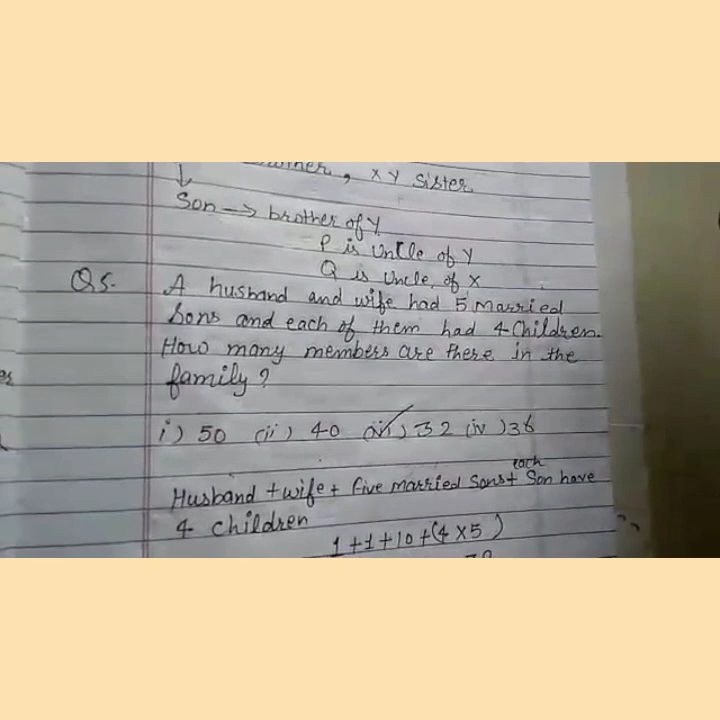 , XY Sister
Son → brother of Y
P is Uncle of Y
Q is Uncle of X
Q5. A husband and wife had 5 Married
Sons and each of them had 4 Children.
How many members are there in the
family?
i) 50 (ii) 40 (iii) 32 (iv) 36
each
Husband + wife + five married sons + Son have
4 children
1 + 1 + 10 + (4 X 5)